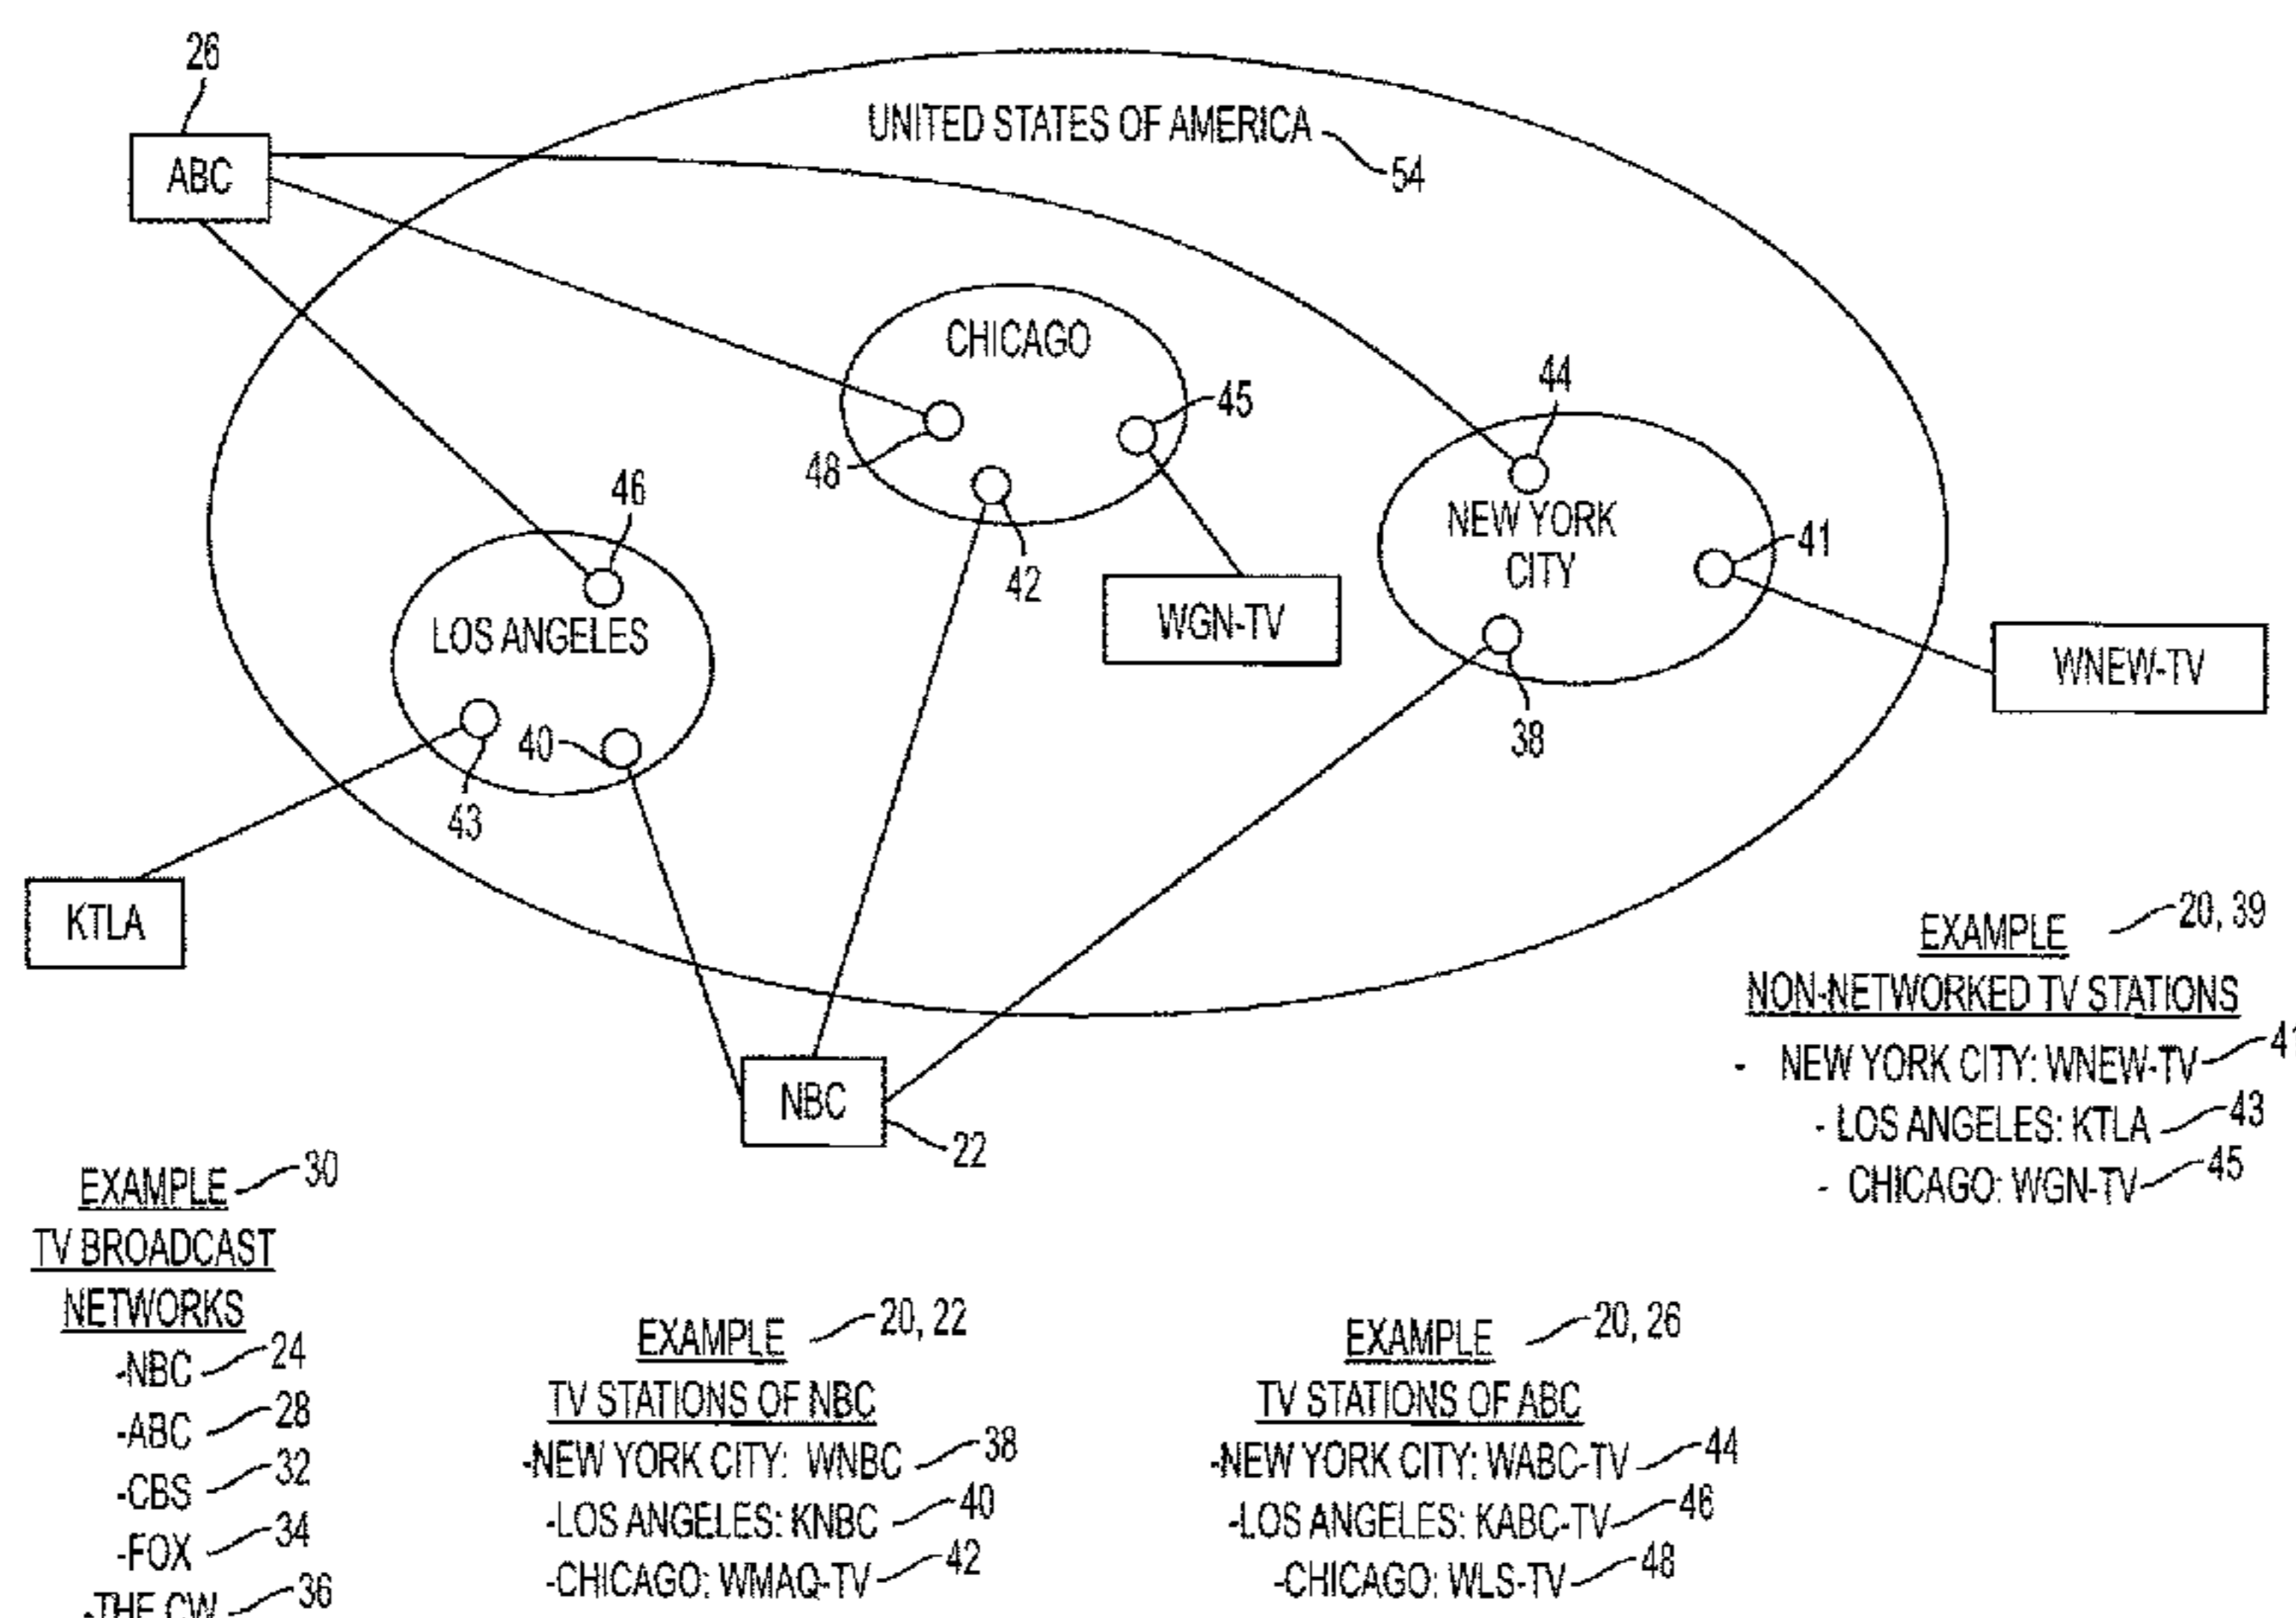 26
ABC
UNITED STATES OF AMERICA
54
CHICAGO
44
45
48
46
42
NEW YORK
CITY
41
WGN-TV
LOS ANGELES
WNEW-TV
38
40
43
KTLA
NBC
22
EXAMPLE 20, 39
NON-NETWORKED TV STATIONS
- NEW YORK CITY: WNEW-TV 41
- LOS ANGELES: KTLA 43
- CHICAGO: WGN-TV 45
EXAMPLE 30
TV BROADCAST
NETWORKS
-NBC 24
-ABC 28
-CBS 32
-FOX 34
-THE CW 36
EXAMPLE 20, 22
TV STATIONS OF NBC
-NEW YORK CITY: WNBC 38
-LOS ANGELES: KNBC 40
-CHICAGO: WMAQ-TV 42
EXAMPLE 20, 26
TV STATIONS OF ABC
-NEW YORK CITY: WABC-TV 44
-LOS ANGELES: KABC-TV 46
-CHICAGO: WLS-TV 48